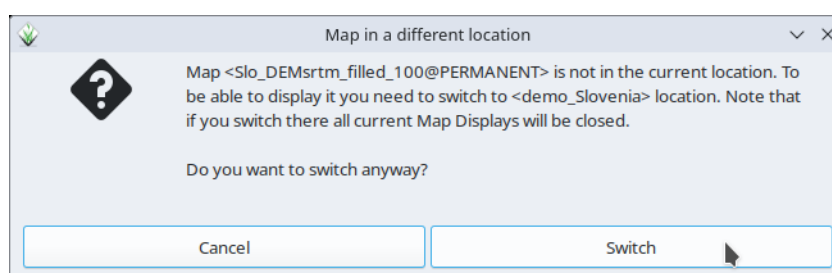 Map in a different location
Map <Slo_DEMsrtm_filled_100@PERMANENT> is not in the current location. To
be able to display it you need to switch to <demo_Slovenia> location. Note that
if you switch there all current Map Displays will be closed.
Do you want to switch anyway?
Cancel
Switch